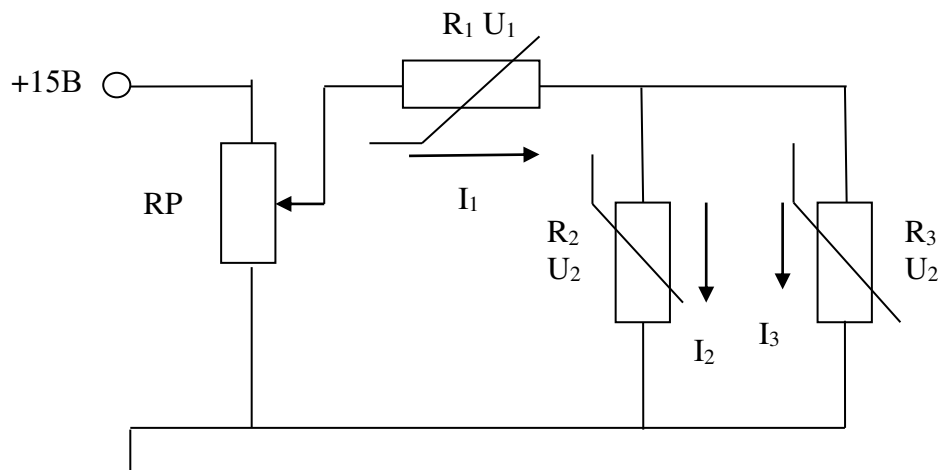 R₁ U₁
+15В
RP
I₁
R₂
U₂
I₂
I₃
R₃
U₂